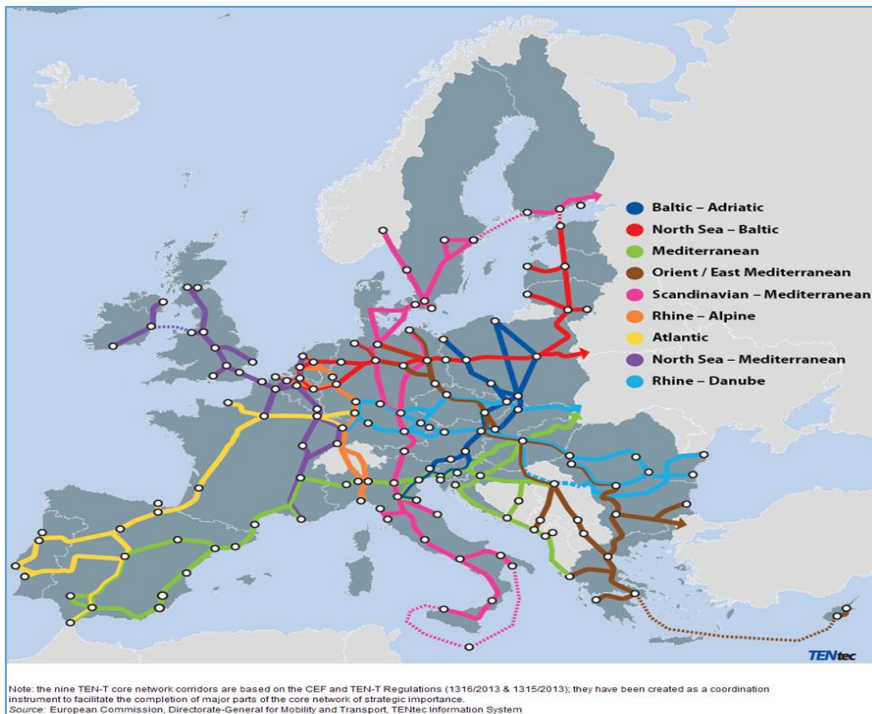 Baltic – Adriatic
North Sea – Baltic
Mediterranean
Orient / East Mediterranean
Scandinavian – Mediterranean
Rhine – Alpine
Atlantic
North Sea – Mediterranean
Rhine – Danube
TENtec
Note: the nine TEN-T core network corridors are based on the CEF and TEN-T Regulations (1316/2013 & 1315/2013); they have been created as a coordination
instrument to facilitate the completion of major parts of the core network of strategic importance.
Source: European Commission, Directorate-General for Mobility and Transport, TENtec Information System